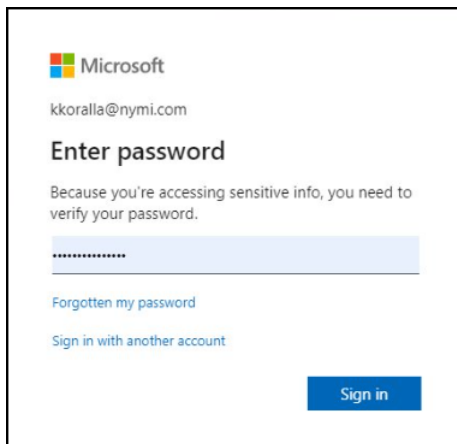 Microsoft
kkoralla@nymi.com
Enter password
Because you're accessing sensitive info, you need to
verify your password.
•••••••••••••••
Forgotten my password
Sign in with another account
Sign in